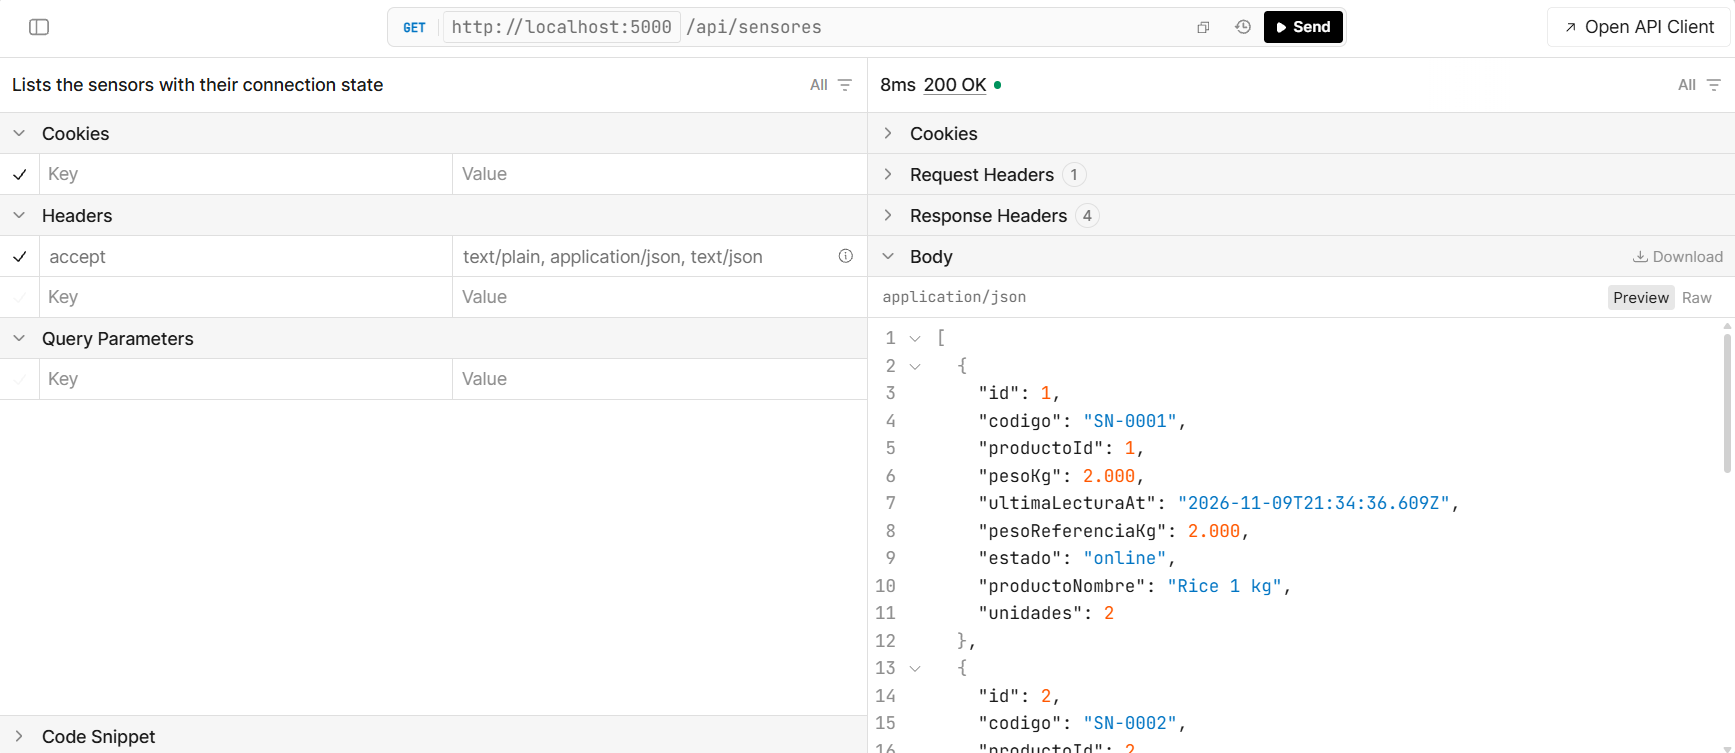 GET http://localhost:5000 /api/sensores Send Open API Client
Lists the sensors with their connection state All
Cookies
Key Value
Headers
accept text/plain, application/json, text/json
Key Value
Query Parameters
Key Value
Code Snippet
8ms 200 OK All
Cookies
Request Headers 1
Response Headers 4
Body Download
application/json Preview Raw
1 [
2 {
3 "id": 1,
4 "codigo": "SN-0001",
5 "productoId": 1,
6 "pesoKg": 2.000,
7 "ultimaLecturaAt": "2026-11-09T21:34:36.609Z",
8 "pesoReferenciaKg": 2.000,
9 "estado": "online",
10 "productoNombre": "Rice 1 kg",
11 "unidades": 2
12 },
13 {
14 "id": 2,
15 "codigo": "SN-0002",
16 "productoId": 2